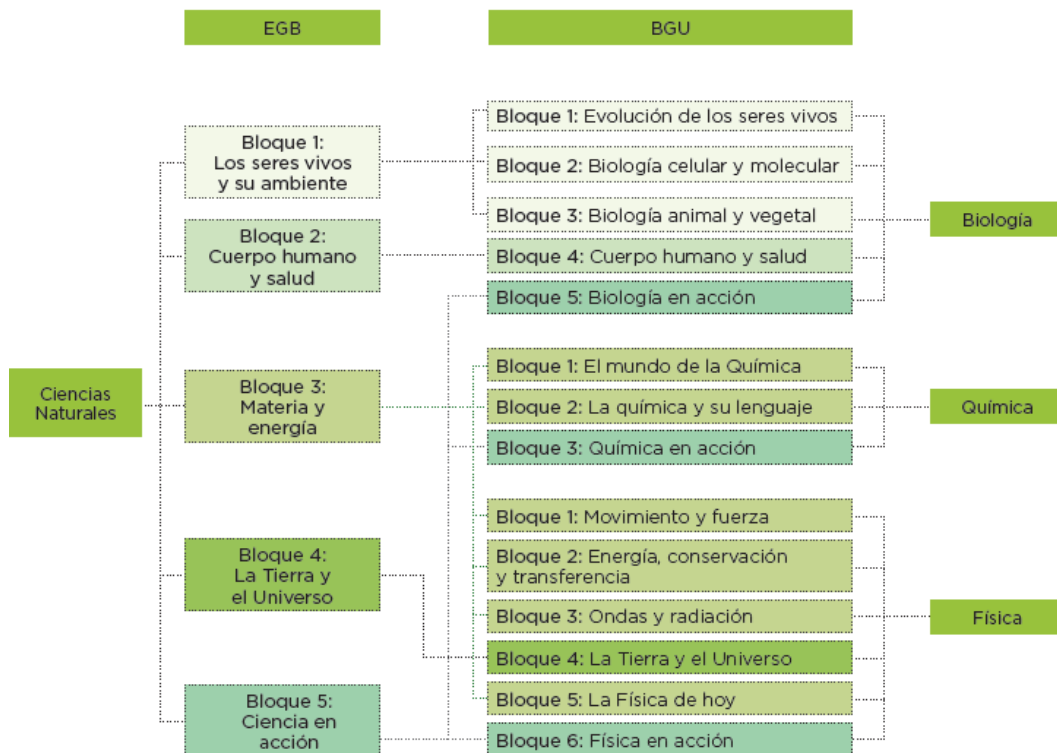 EGB
BGU
Ciencias
Naturales
Bloque 1:
Los seres vivos
y su ambiente
Bloque 2:
Cuerpo humano
y salud
Bloque 3:
Materia y
energía
Bloque 4:
La Tierra y
el Universo
Bloque 5:
Ciencia en
acción
Bloque 1: Evolución de los seres vivos
Bloque 2: Biología celular y molecular
Bloque 3: Biología animal y vegetal
Bloque 4: Cuerpo humano y salud
Bloque 5: Biología en acción
Biología
Bloque 1: El mundo de la Química
Bloque 2: La química y su lenguaje
Bloque 3: Química en acción
Química
Bloque 1: Movimiento y fuerza
Bloque 2: Energía, conservación
y transferencia
Bloque 3: Ondas y radiación
Bloque 4: La Tierra y el Universo
Bloque 5: La Física de hoy
Bloque 6: Física en acción
Física